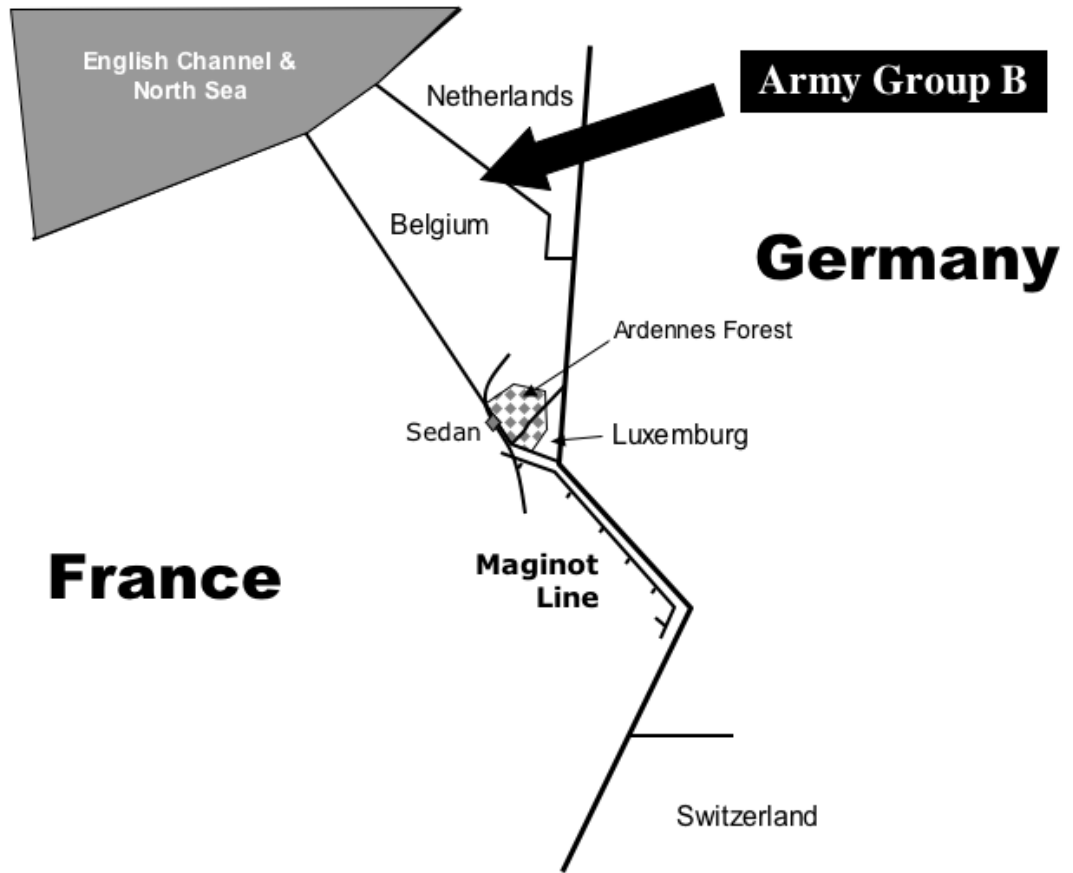 English Channel &
North Sea
Netherlands
Army Group B
Belgium
Germany
Ardennes Forest
Sedan
Luxemburg
France
Maginot
Line
Switzerland